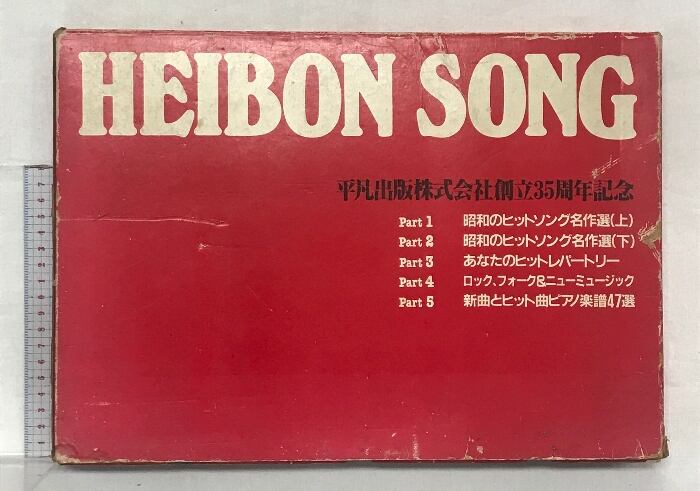 HEIBON SONG
平凡出版株式会社創立35周年記念
Part 1 昭和のヒットソング名作選(上)
Part 2 昭和のヒットソング名作選(下)
Part 3 あなたのヒットレパートリー
Part 4 ロック、フォーク&ニューミュージック
Part 5 新曲とヒット曲ピアノ楽譜47選